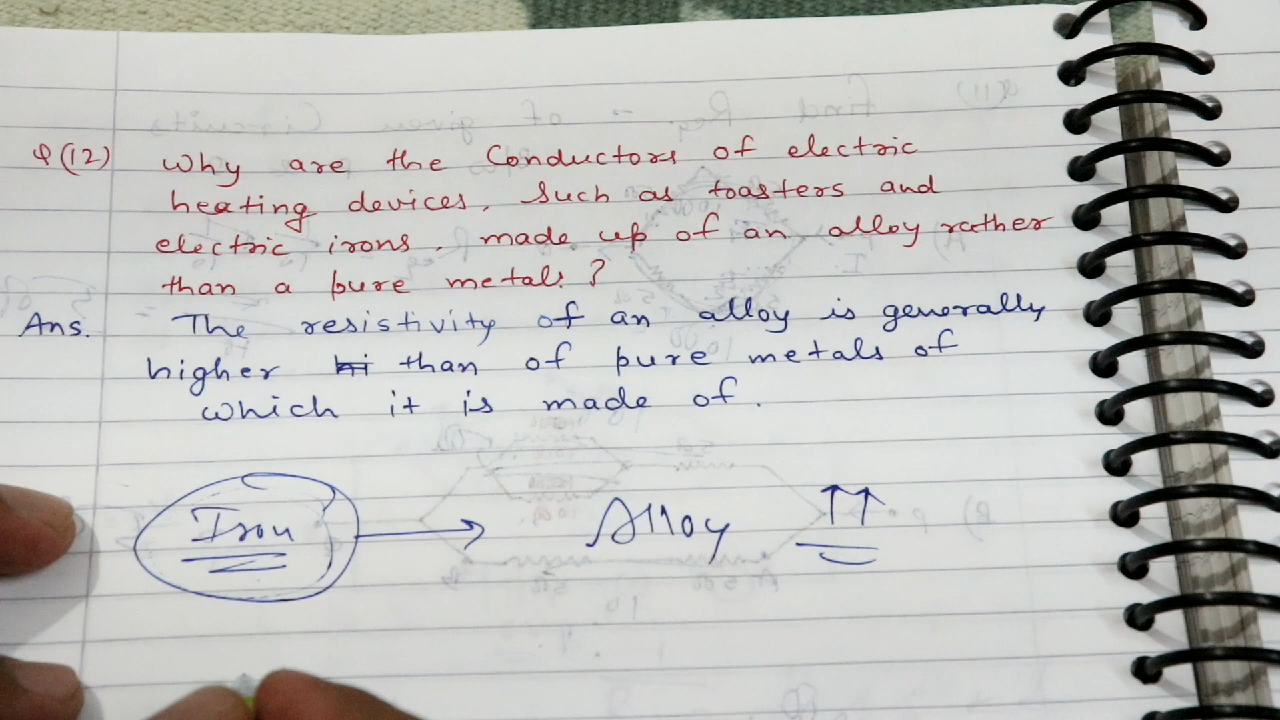 Q(12) Why are the Conductors of electric
heating devices, Such as toasters and
electric irons, made up of an alloy rather
than a pure metal ?
Ans. The resistivity of an alloy is generally
higher than of pure metals of
which it is made of.
Iron → Alloy ↑↑